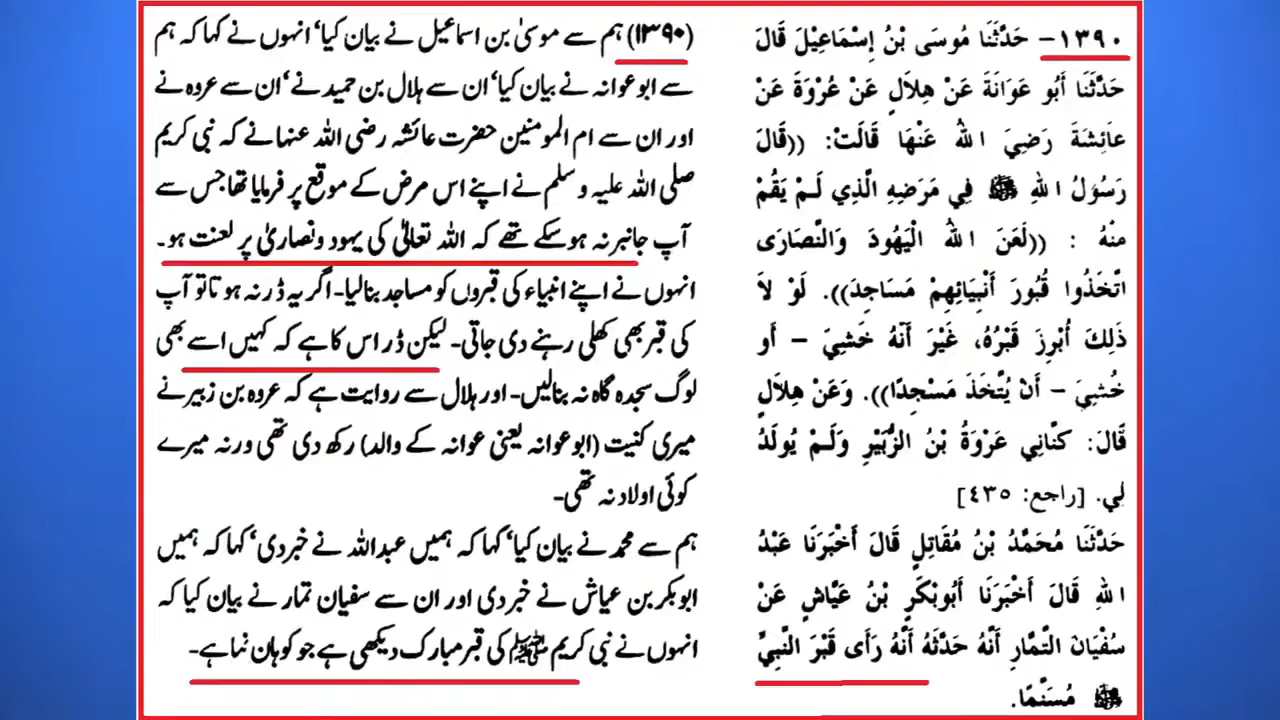 ۱۳۹۰- حَدَّثَنَا مُوسَى بْنُ إِسْمَاعِيْلَ قَالَ
حَدَّثَنَا أَبُو عَوَانَةَ عَنْ هِلَالٍ عَنْ عُرْوَةَ عَنْ
عائِشَةَ رَضِيَ اللهُ عَنْهَا قَالَتْ: ((قَالَ
رَسُوْلُ اللهِ ﷺ فِي مَرَضِهِ الَّذِي لَمْ يَقُمْ
مِنْهُ : ((لَعَنَ اللهُ الْيَهُودَ وَالنَّصَارَى
اتَّخَذُوا قُبُورَ أَنْبِيَائِهِمْ مَسَاجِدَ)). لَوْ لاَ
ذَلِكَ أُبْرِزَ قَبْرُهُ، غَيْرَ أَنَّهُ خَشِيَ – أَو
خُشِيَ – أَنْ يُتَّخَذَ مَسْجِدًا)). وَعَنْ هِلَالٍ
قَالَ: كَنَّانِي عَرْوَةُ بْنُ الزُّبَيْرِ وَلَمْ يُولَدُ
لِي. [راجع: ٤٣٥]
حَدَّثَنَا مُحَمَّدُ بْنُ مُقَاتِلٍ قَالَ أَخْبَرَنَا عَبْدُ
اللهِ قَالَ أَخْبَرَنَا أَبُوبَكَرٍ بْنُ عَيَّاشٍ عَنْ
سُفْيَانَ التَّمَّارِ أَنَّهُ حَدَّثَهُ أَنَّهُ رَأَى قَبْرَ النَّبِيِّ
ﷺ مُسَنَّمًا.
(۱۳۹۰) ہم سے موسیٰ بن اسماعیل نے بیان کیا‘ انہوں نے کہا کہ ہم
سے ابو عوانہ نے بیان کیا‘ ان سے ہلال بن حمید نے‘ ان سے عروہ نے
اور ان سے ام المومنین حضرت عائشہ رضی اللہ عنہا نے کہ نبی کریم
صلی اللہ علیہ و سلم نے اپنے اس مرض کے موقع پر فرمایا تھا جس سے
آپ جانبر نہ ہو سکے تھے کہ اللہ تعالیٰ کی یہود و نصاریٰ پر لعنت ہو۔
انہوں نے اپنے انبیاء کی قبروں کو مساجد بنا لیا۔ اگر یہ ڈر نہ ہوتا تو آپ
کی قبر بھی کھلی رہنے دی جاتی۔ لیکن ڈر اس کا ہے کہ کہیں اسے بھی
لوگ سجدہ گاہ نہ بنا لیں۔ اور ہلال سے روایت ہے کہ عروہ بن زبیر نے
میری کنیت (ابو عوانہ یعنی عوانہ کے والد) رکھ دی تھی ورنہ میرے
کوئی اولاد نہ تھی۔
ہم سے محمد نے بیان کیا‘ کہا کہ ہمیں عبداللہ نے خبر دی‘ کہا کہ ہمیں
ابوبکر بن عیاش نے خبر دی اور ان سے سفیان تمار نے بیان کیا کہ
انہوں نے نبی کریم ﷺ کی قبر مبارک دیکھی ہے جو کوہان نما ہے۔